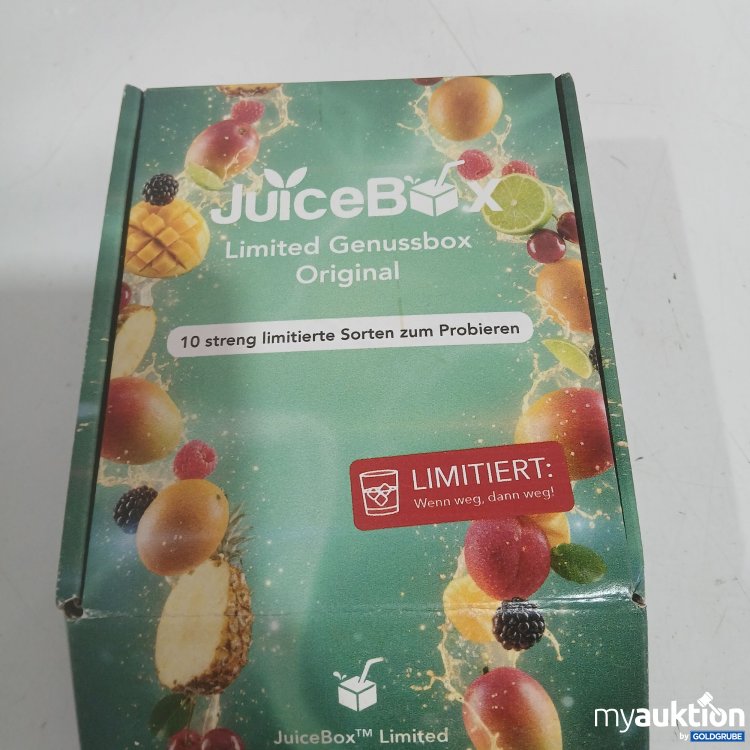 JuiceBox
Limited Genussbox
Original
10 streng limitierte Sorten zum Probieren
LIMITIERT:
Wenn weg, dann weg!
JuiceBox™ Limited
myauktion
by GOLDGRUBE